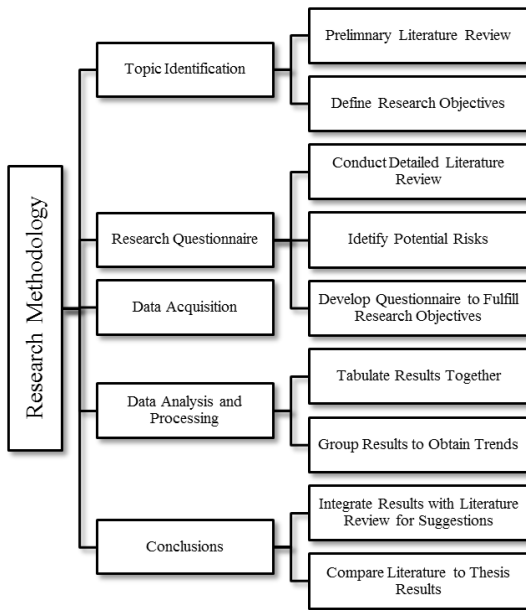 Research Methodology
Topic Identification
Prelimnary Literature Review
Define Research Objectives
Research Questionnaire
Conduct Detailed Literature
Review
Idetify Potential Risks
Develop Questionnaire to Fulfill
Research Objectives
Data Acquisition
Data Analysis and
Processing
Tabulate Results Together
Group Results to Obtain Trends
Conclusions
Integrate Results with Literature
Review for Suggestions
Compare Literature to Thesis
Results